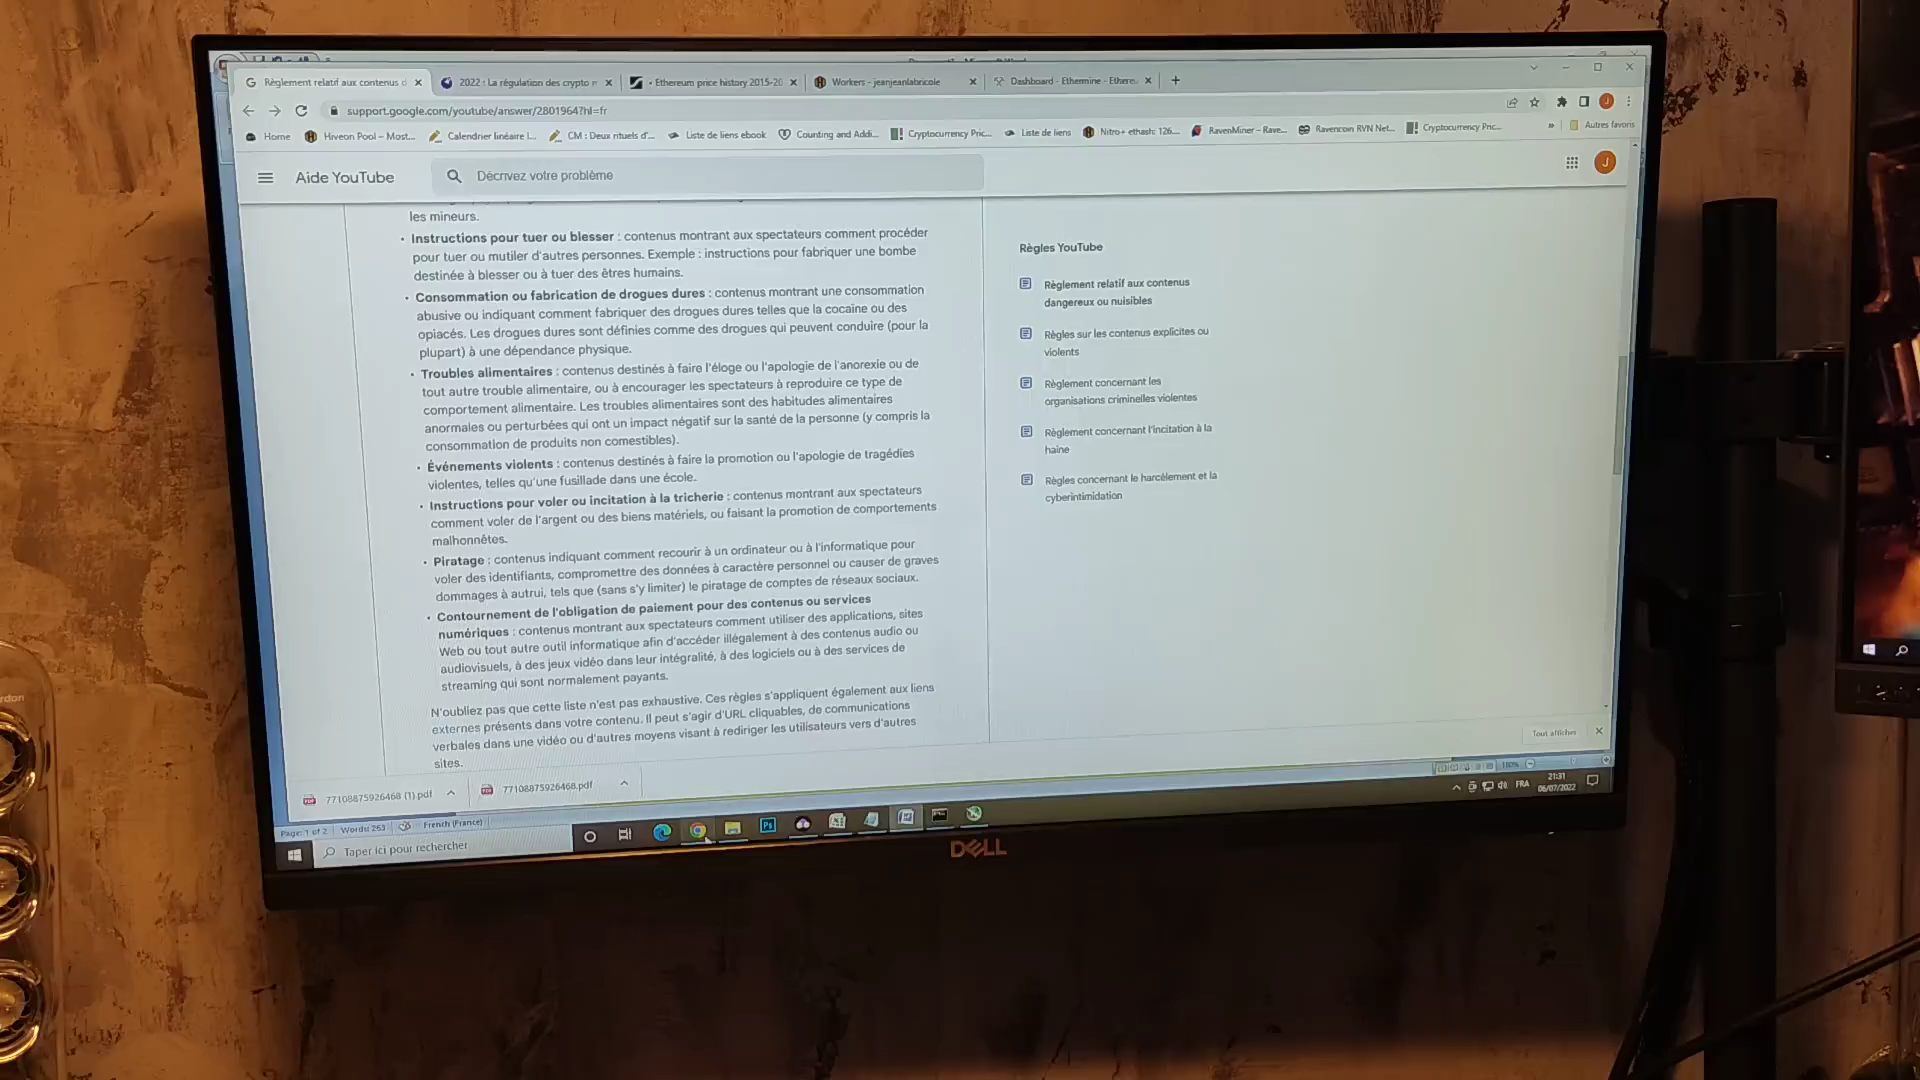 Règlement relatif aux contenus d
2022 : La régulation des crypto m
Ethereum price history 2015-20
Workers - jeanjeanlabricole
Dashboard - Ethermine - Ethere
support.google.com/youtube/answer/2801964?hl=fr
J
Home
Hiveon Pool – Most...
Calendrier linéaire I...
CM : Deux rituels d'...
Liste de liens ebook
Counting and Addi...
Cryptocurrency Pric...
Liste de liens
Nitro+ ethash: 126...
RavenMiner – Rave...
Ravencoin RVN Net...
Cryptocurrency Pric...
»
Autres favoris
Aide YouTube
Décrivez votre problème
J
les mineurs.
• Instructions pour tuer ou blesser : contenus montrant aux spectateurs comment procéder
pour tuer ou mutiler d'autres personnes. Exemple : instructions pour fabriquer une bombe
destinée à blesser ou à tuer des êtres humains.
• Consommation ou fabrication de drogues dures : contenus montrant une consommation
abusive ou indiquant comment fabriquer des drogues dures telles que la cocaïne ou des
opiacés. Les drogues dures sont définies comme des drogues qui peuvent conduire (pour la
plupart) à une dépendance physique.
• Troubles alimentaires : contenus destinés à faire l'éloge ou l'apologie de l'anorexie ou de
tout autre trouble alimentaire, ou à encourager les spectateurs à reproduire ce type de
comportement alimentaire. Les troubles alimentaires sont des habitudes alimentaires
anormales ou perturbées qui ont un impact négatif sur la santé de la personne (y compris la
consommation de produits non comestibles).
• Événements violents : contenus destinés à faire la promotion ou l'apologie de tragédies
violentes, telles qu'une fusillade dans une école.
• Instructions pour voler ou incitation à la tricherie : contenus montrant aux spectateurs
comment voler de l'argent ou des biens matériels, ou faisant la promotion de comportements
malhonnêtes.
• Piratage : contenus indiquant comment recourir à un ordinateur ou à l'informatique pour
voler des identifiants, compromettre des données à caractère personnel ou causer de graves
dommages à autrui, tels que (sans s'y limiter) le piratage de comptes de réseaux sociaux.
• Contournement de l'obligation de paiement pour des contenus ou services
numériques : contenus montrant aux spectateurs comment utiliser des applications, sites
Web ou tout autre outil informatique afin d'accéder illégalement à des contenus audio ou
audiovisuels, à des jeux vidéo dans leur intégralité, à des logiciels ou à des services de
streaming qui sont normalement payants.
N'oubliez pas que cette liste n'est pas exhaustive. Ces règles s'appliquent également aux liens
externes présents dans votre contenu. Il peut s'agir d'URL cliquables, de communications
verbales dans une vidéo ou d'autres moyens visant à rediriger les utilisateurs vers d'autres
sites.
Règles YouTube
Règlement relatif aux contenus
dangereux ou nuisibles
Règles sur les contenus explicites ou
violents
Règlement concernant les
organisations criminelles violentes
Règlement concernant l'incitation à la
haine
Règles concernant le harcèlement et la
cyberintimidation
77108875926468 (1).pdf
77108875926468.pdf
Tout afficher
Page: 1 of 2
Words: 263
French (France)
100%
Taper ici pour rechercher
Ps
FRA
21:31
06/07/2022
DELL